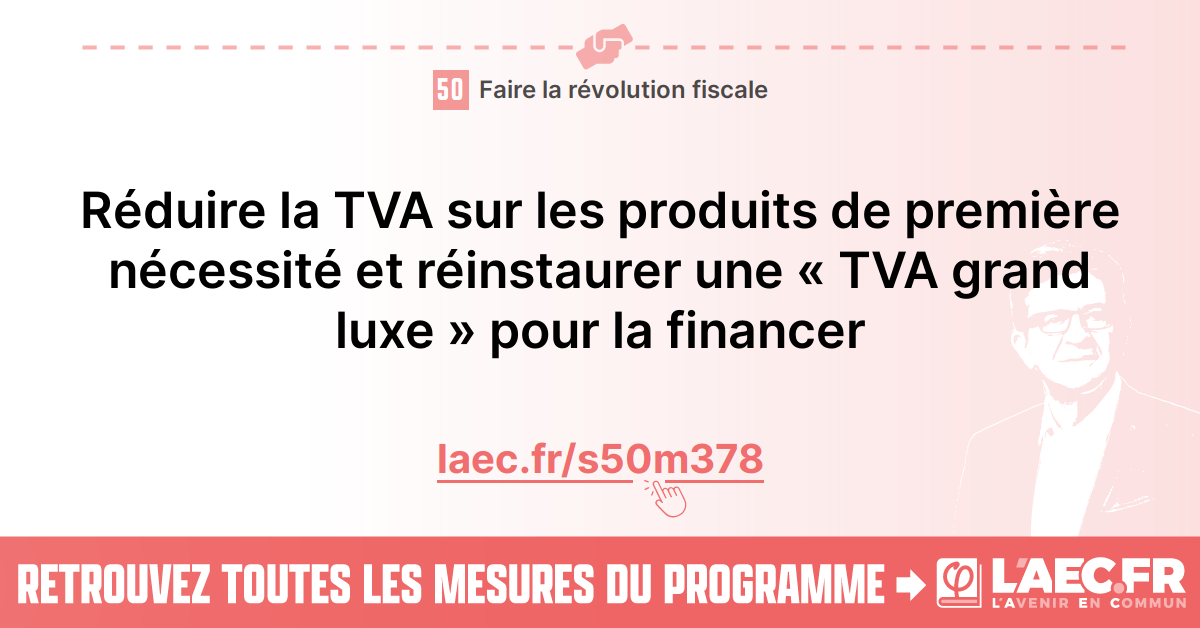 50 Faire la révolution fiscale
Réduire la TVA sur les produits de première
nécessité et réinstaurer une « TVA grand
luxe » pour la financer
laec.fr/s50m378
RETROUVEZ TOUTES LES MESURES DU PROGRAMME
L'AEC.FR
L'AVENIR EN COMMUN